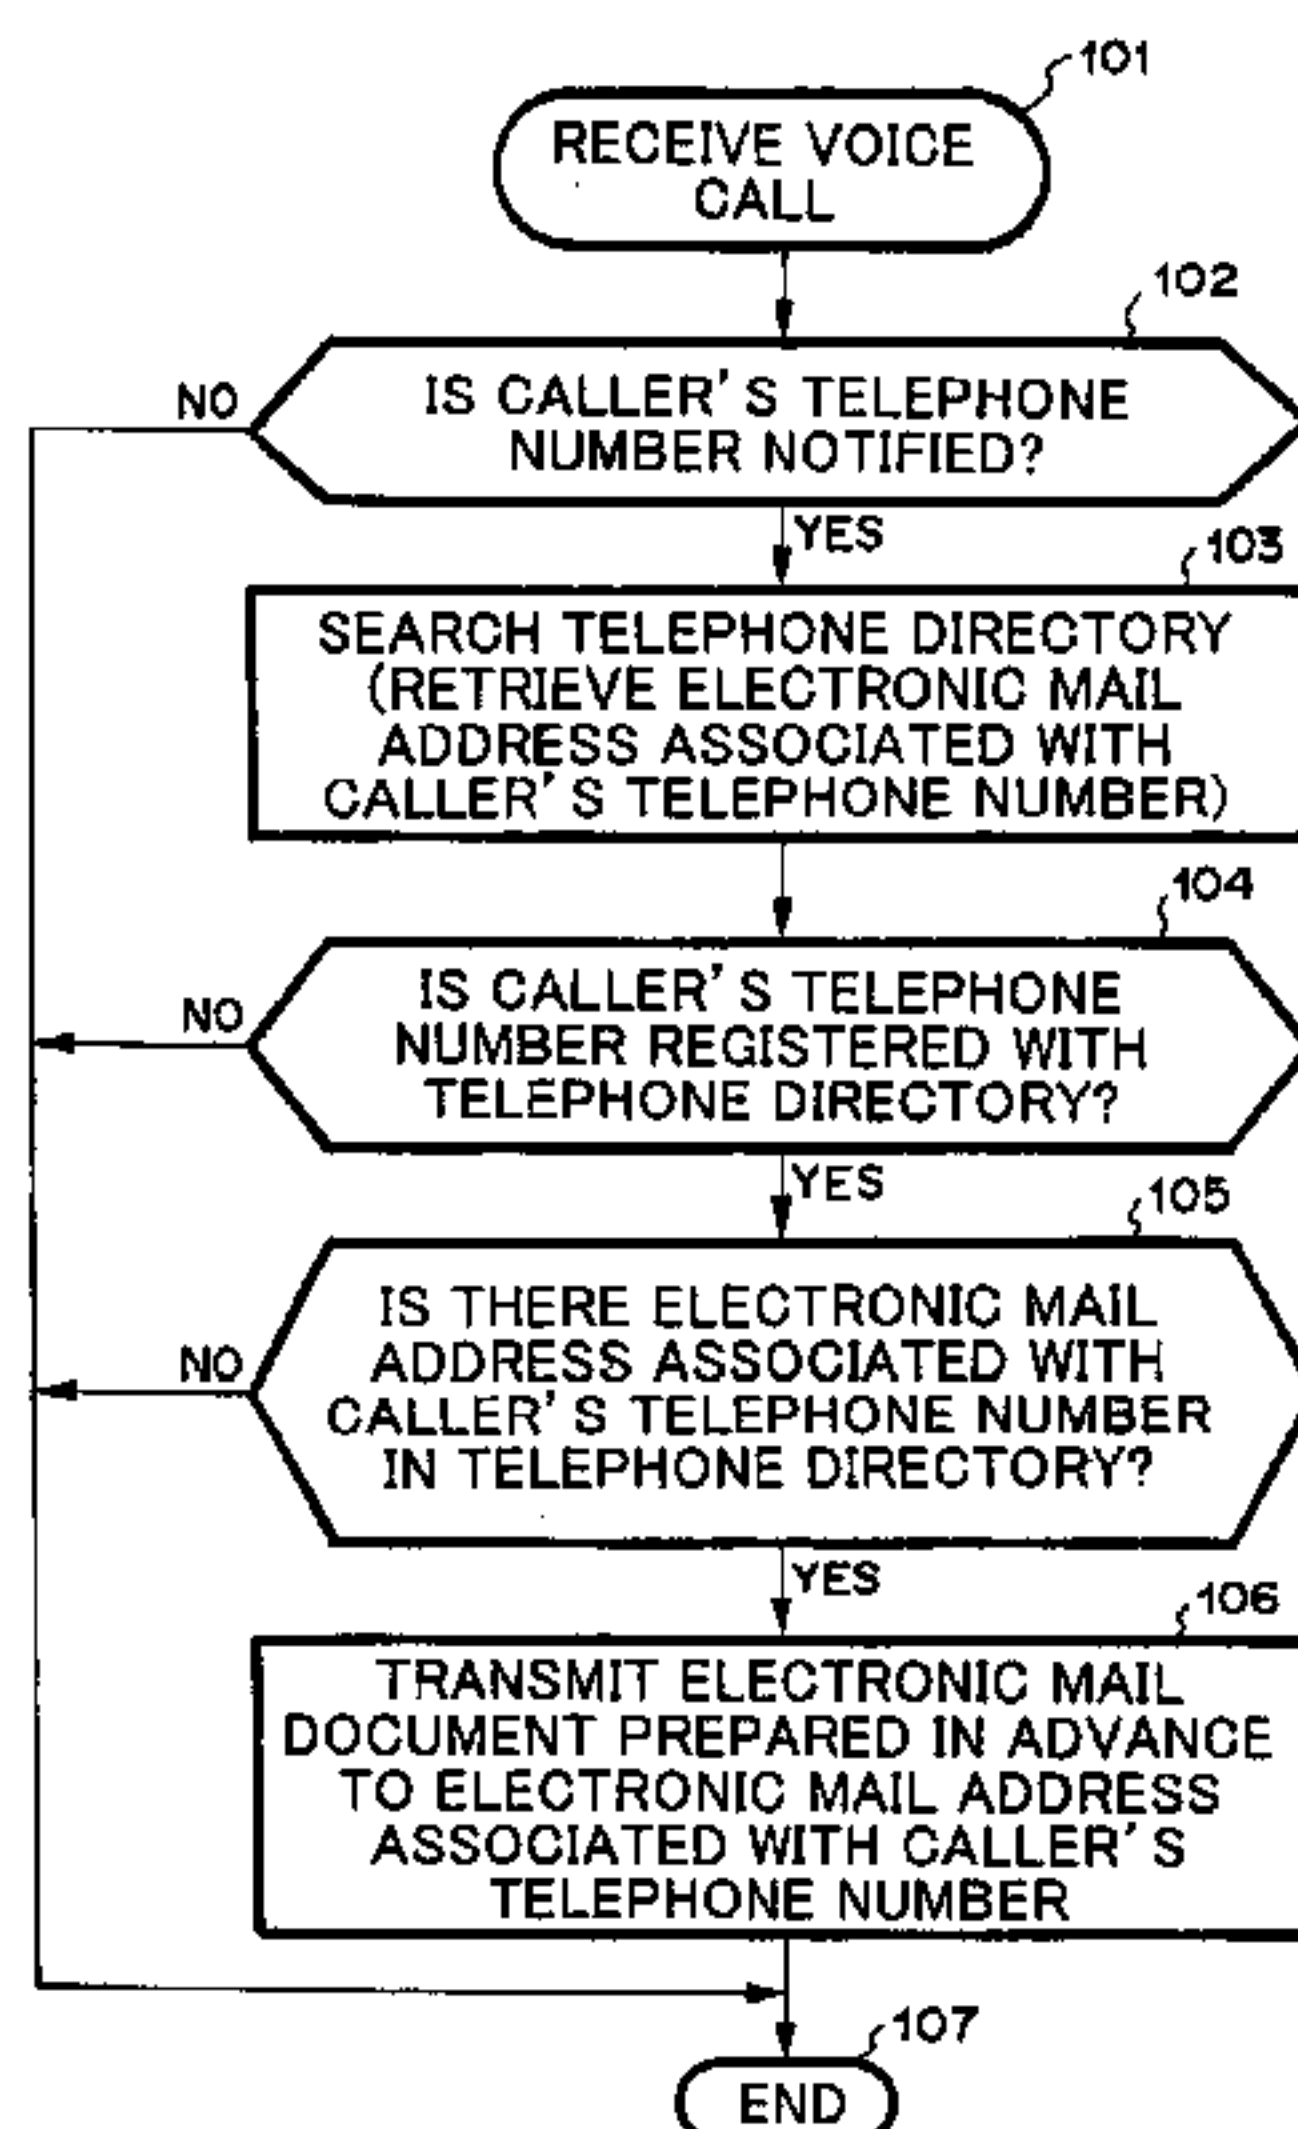 101
RECEIVE VOICE
CALL
102
NO
IS CALLER'S TELEPHONE
NUMBER NOTIFIED?
YES
103
SEARCH TELEPHONE DIRECTORY
(RETRIEVE ELECTRONIC MAIL
ADDRESS ASSOCIATED WITH
CALLER'S TELEPHONE NUMBER)
104
NO
IS CALLER'S TELEPHONE
NUMBER REGISTERED WITH
TELEPHONE DIRECTORY?
YES
105
NO
IS THERE ELECTRONIC MAIL
ADDRESS ASSOCIATED WITH
CALLER'S TELEPHONE NUMBER
IN TELEPHONE DIRECTORY?
YES
106
TRANSMIT ELECTRONIC MAIL
DOCUMENT PREPARED IN ADVANCE
TO ELECTRONIC MAIL ADDRESS
ASSOCIATED WITH CALLER'S
TELEPHONE NUMBER
107
END